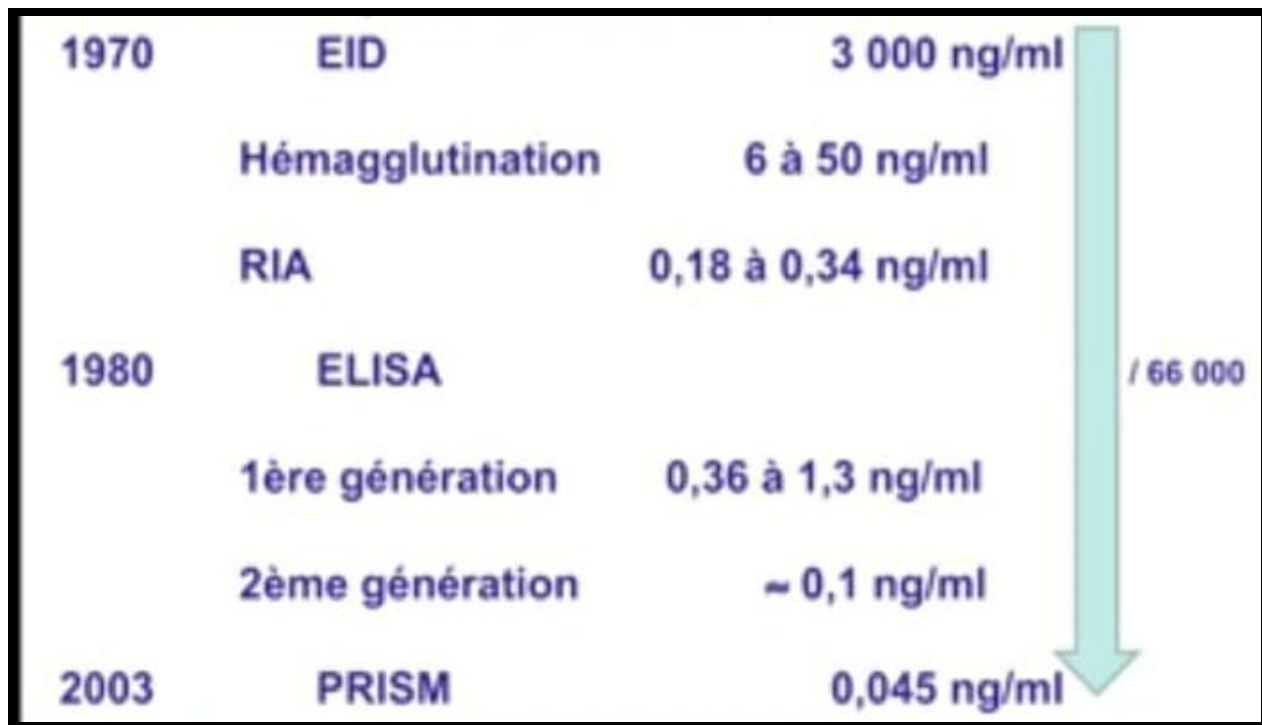 1970 EID 3 000 ng/ml
Hémagglutination 6 à 50 ng/ml
RIA 0,18 à 0,34 ng/ml
1980 ELISA / 66 000
1ère génération 0,36 à 1,3 ng/ml
2ème génération ~ 0,1 ng/ml
2003 PRISM 0,045 ng/ml